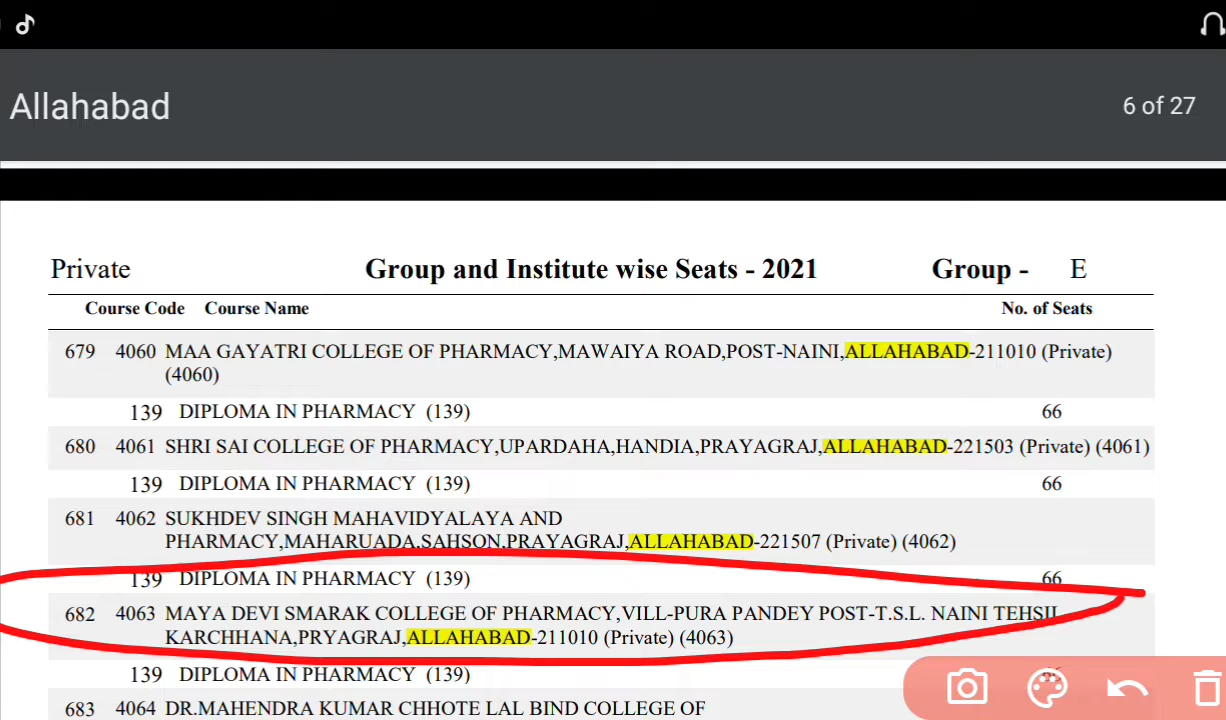 Allahabad 6 of 27
Private Group and Institute wise Seats - 2021 Group - E
Course Code Course Name No. of Seats
679 4060 MAA GAYATRI COLLEGE OF PHARMACY,MAWAIYA ROAD,POST-NAINI,ALLAHABAD-211010 (Private)
(4060)
139 DIPLOMA IN PHARMACY (139) 66
680 4061 SHRI SAI COLLEGE OF PHARMACY,UPARDAHA,HANDIA,PRAYAGRAJ,ALLAHABAD-221503 (Private) (4061)
139 DIPLOMA IN PHARMACY (139) 66
681 4062 SUKHDEV SINGH MAHAVIDYALAYA AND
PHARMACY,MAHARUADA,SAHSON,PRAYAGRAJ,ALLAHABAD-221507 (Private) (4062)
139 DIPLOMA IN PHARMACY (139) 66
682 4063 MAYA DEVI SMARAK COLLEGE OF PHARMACY,VILL-PURA PANDEY POST-T.S.L. NAINI TEHSIL
KARCHHANA,PRYAGRAJ,ALLAHABAD-211010 (Private) (4063)
139 DIPLOMA IN PHARMACY (139)
683 4064 DR.MAHENDRA KUMAR CHHOTE LAL BIND COLLEGE OF